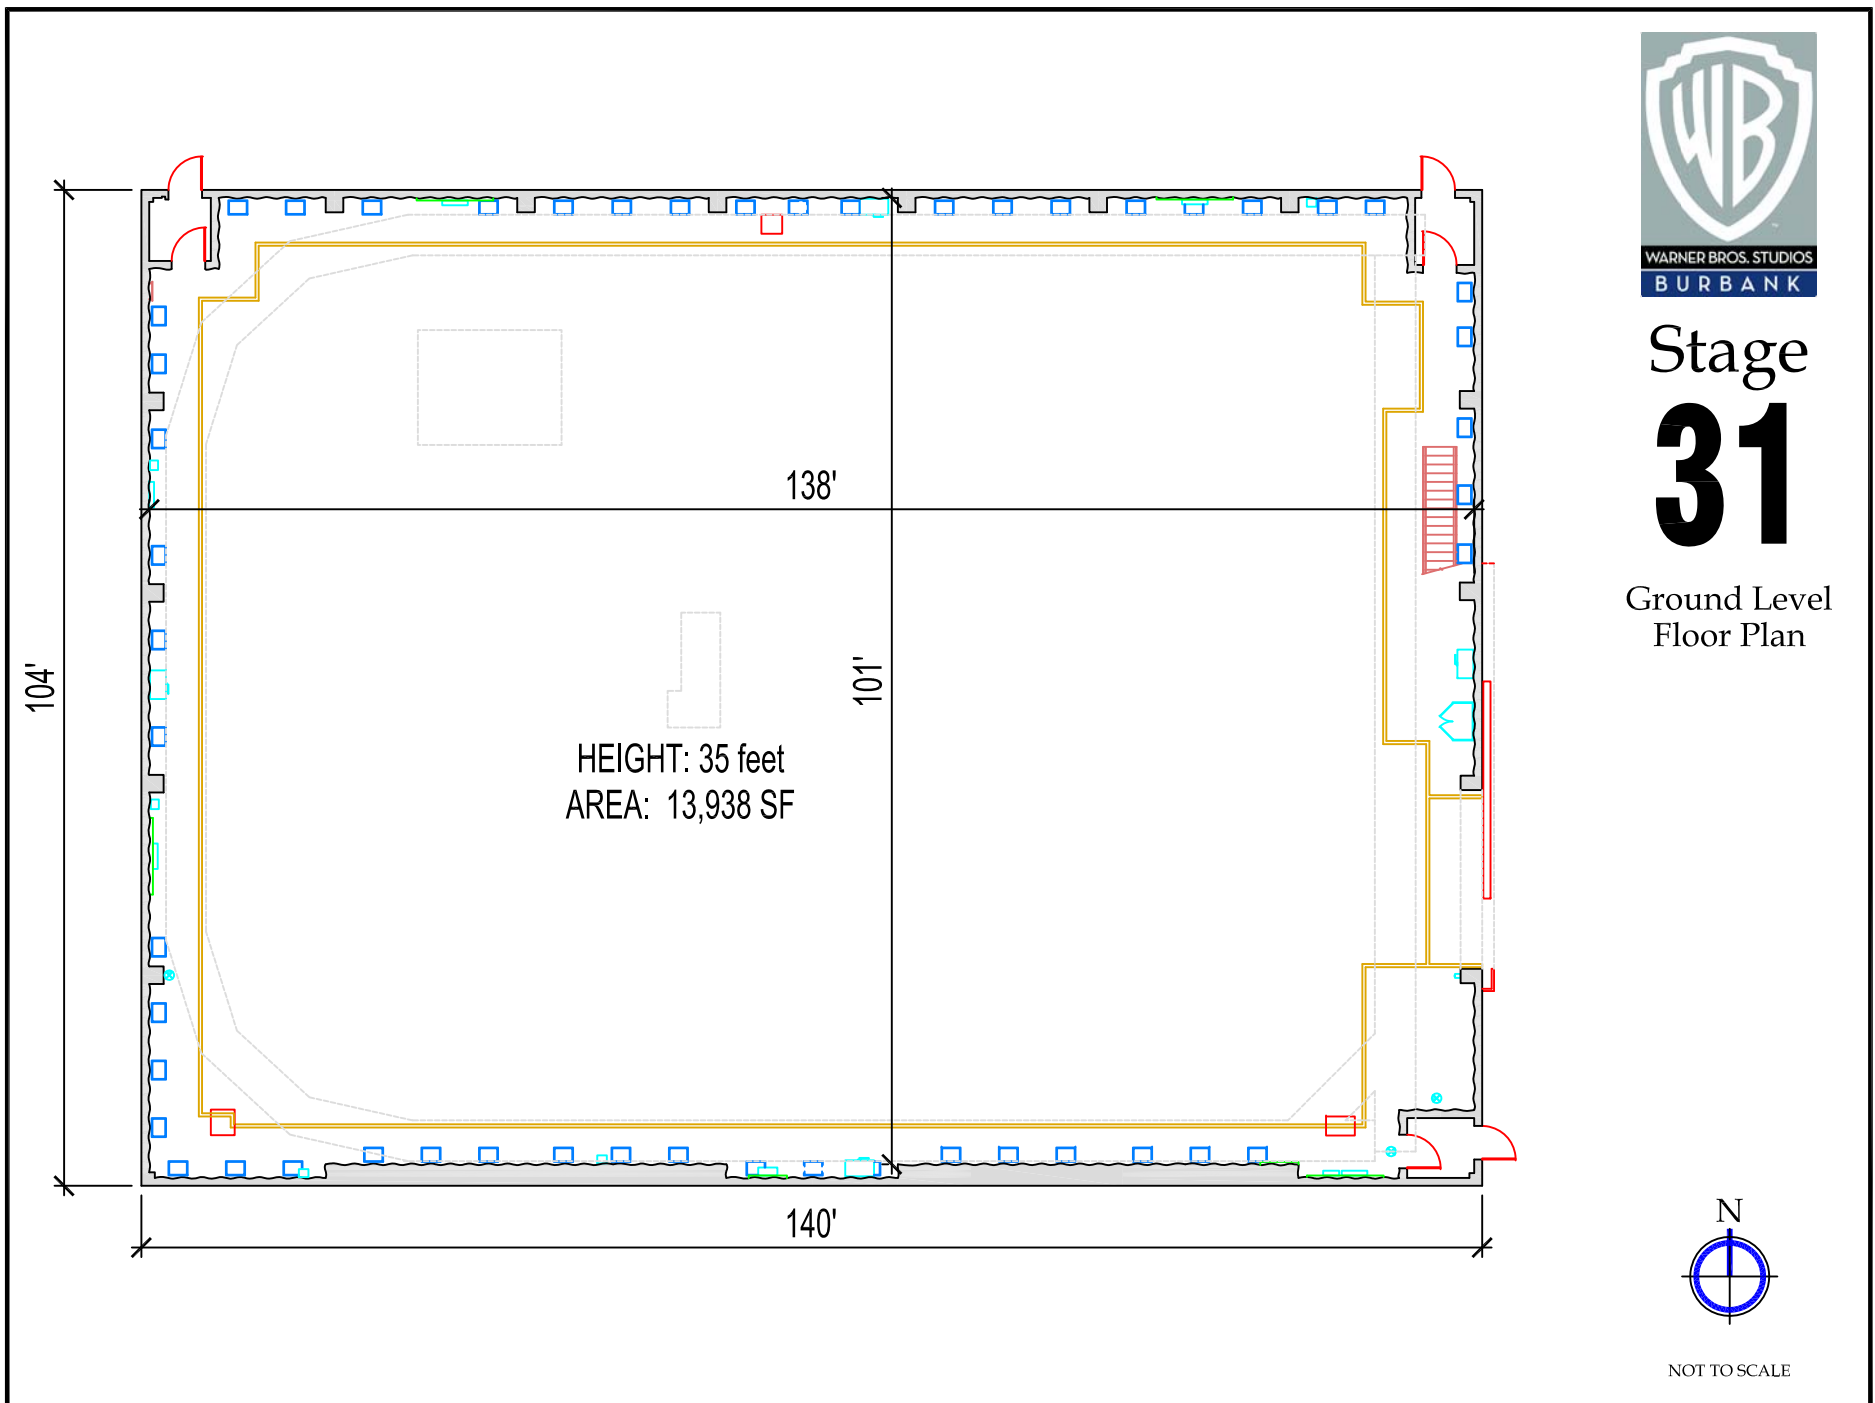 WB
WARNER BROS. STUDIOS
BURBANK
Stage
31
Ground Level
Floor Plan
138'
104'
101'
HEIGHT: 35 feet
AREA: 13,938 SF
140'
N
NOT TO SCALE